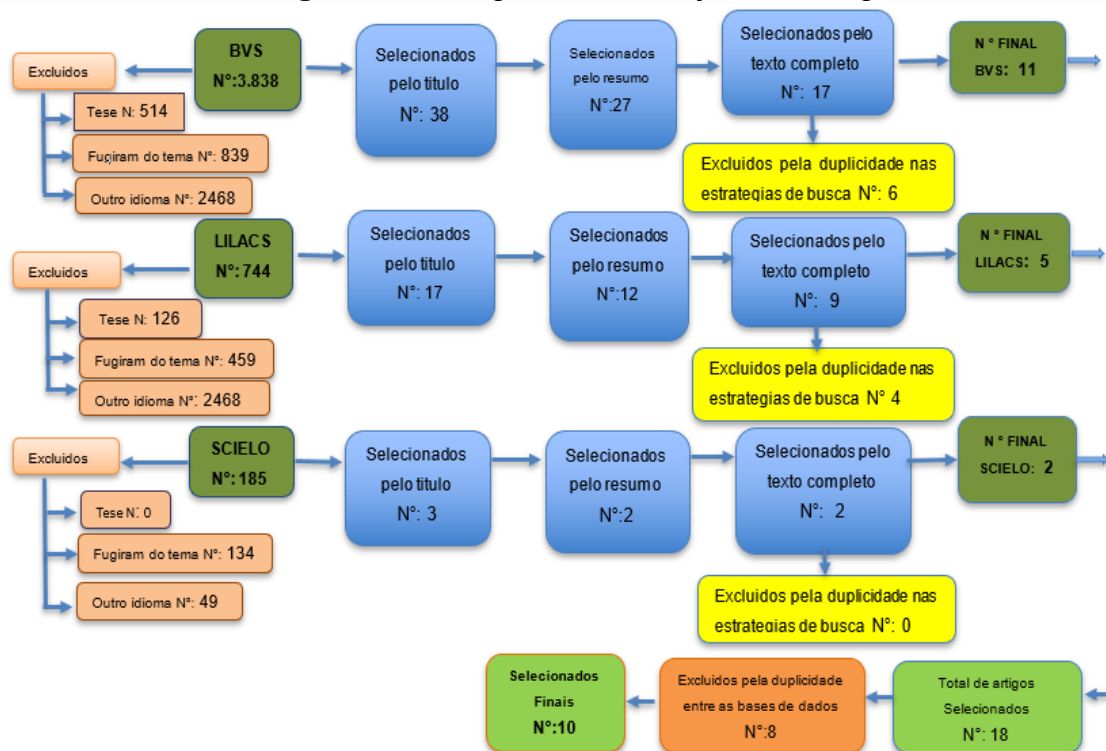 BVS
N°:3.838
Selecionados
pelo titulo
N°: 38
Selecionados
pelo resumo
N°:27
Selecionados pelo
texto completo
N°: 17
N ° FINAL
BVS: 11
Excluidos
Tese N: 514
Fugiram do tema N°: 839
Outro idioma N°: 2468
Excluidos pela duplicidade nas
estrategias de busca N°: 6
LILACS
N°:744
Selecionados
pelo titulo
N°: 17
Selecionados
pelo resumo
N°:12
Selecionados pelo
texto completo
N°: 9
N ° FINAL
LILACS: 5
Excluidos
Tese N: 126
Fugiram do tema N°: 459
Outro idioma N°: 2468
Excluidos pela duplicidade nas
estrategias de busca N° 4
SCIELO
N°:185
Selecionados
pelo titulo
N°: 3
Selecionados
pelo resumo
N°:2
Selecionados pelo
texto completo
N°: 2
N ° FINAL
SCIELO: 2
Excluidos
Tese N: 0
Fugiram do tema N°: 134
Outro idioma N°: 49
Excluidos pela duplicidade nas
estrategias de busca N°: 0
Selecionados
Finais
N°:10
Excluidos pela duplicidade
entre as bases de dados
N°:8
Total de artigos
Selecionados
N°: 18